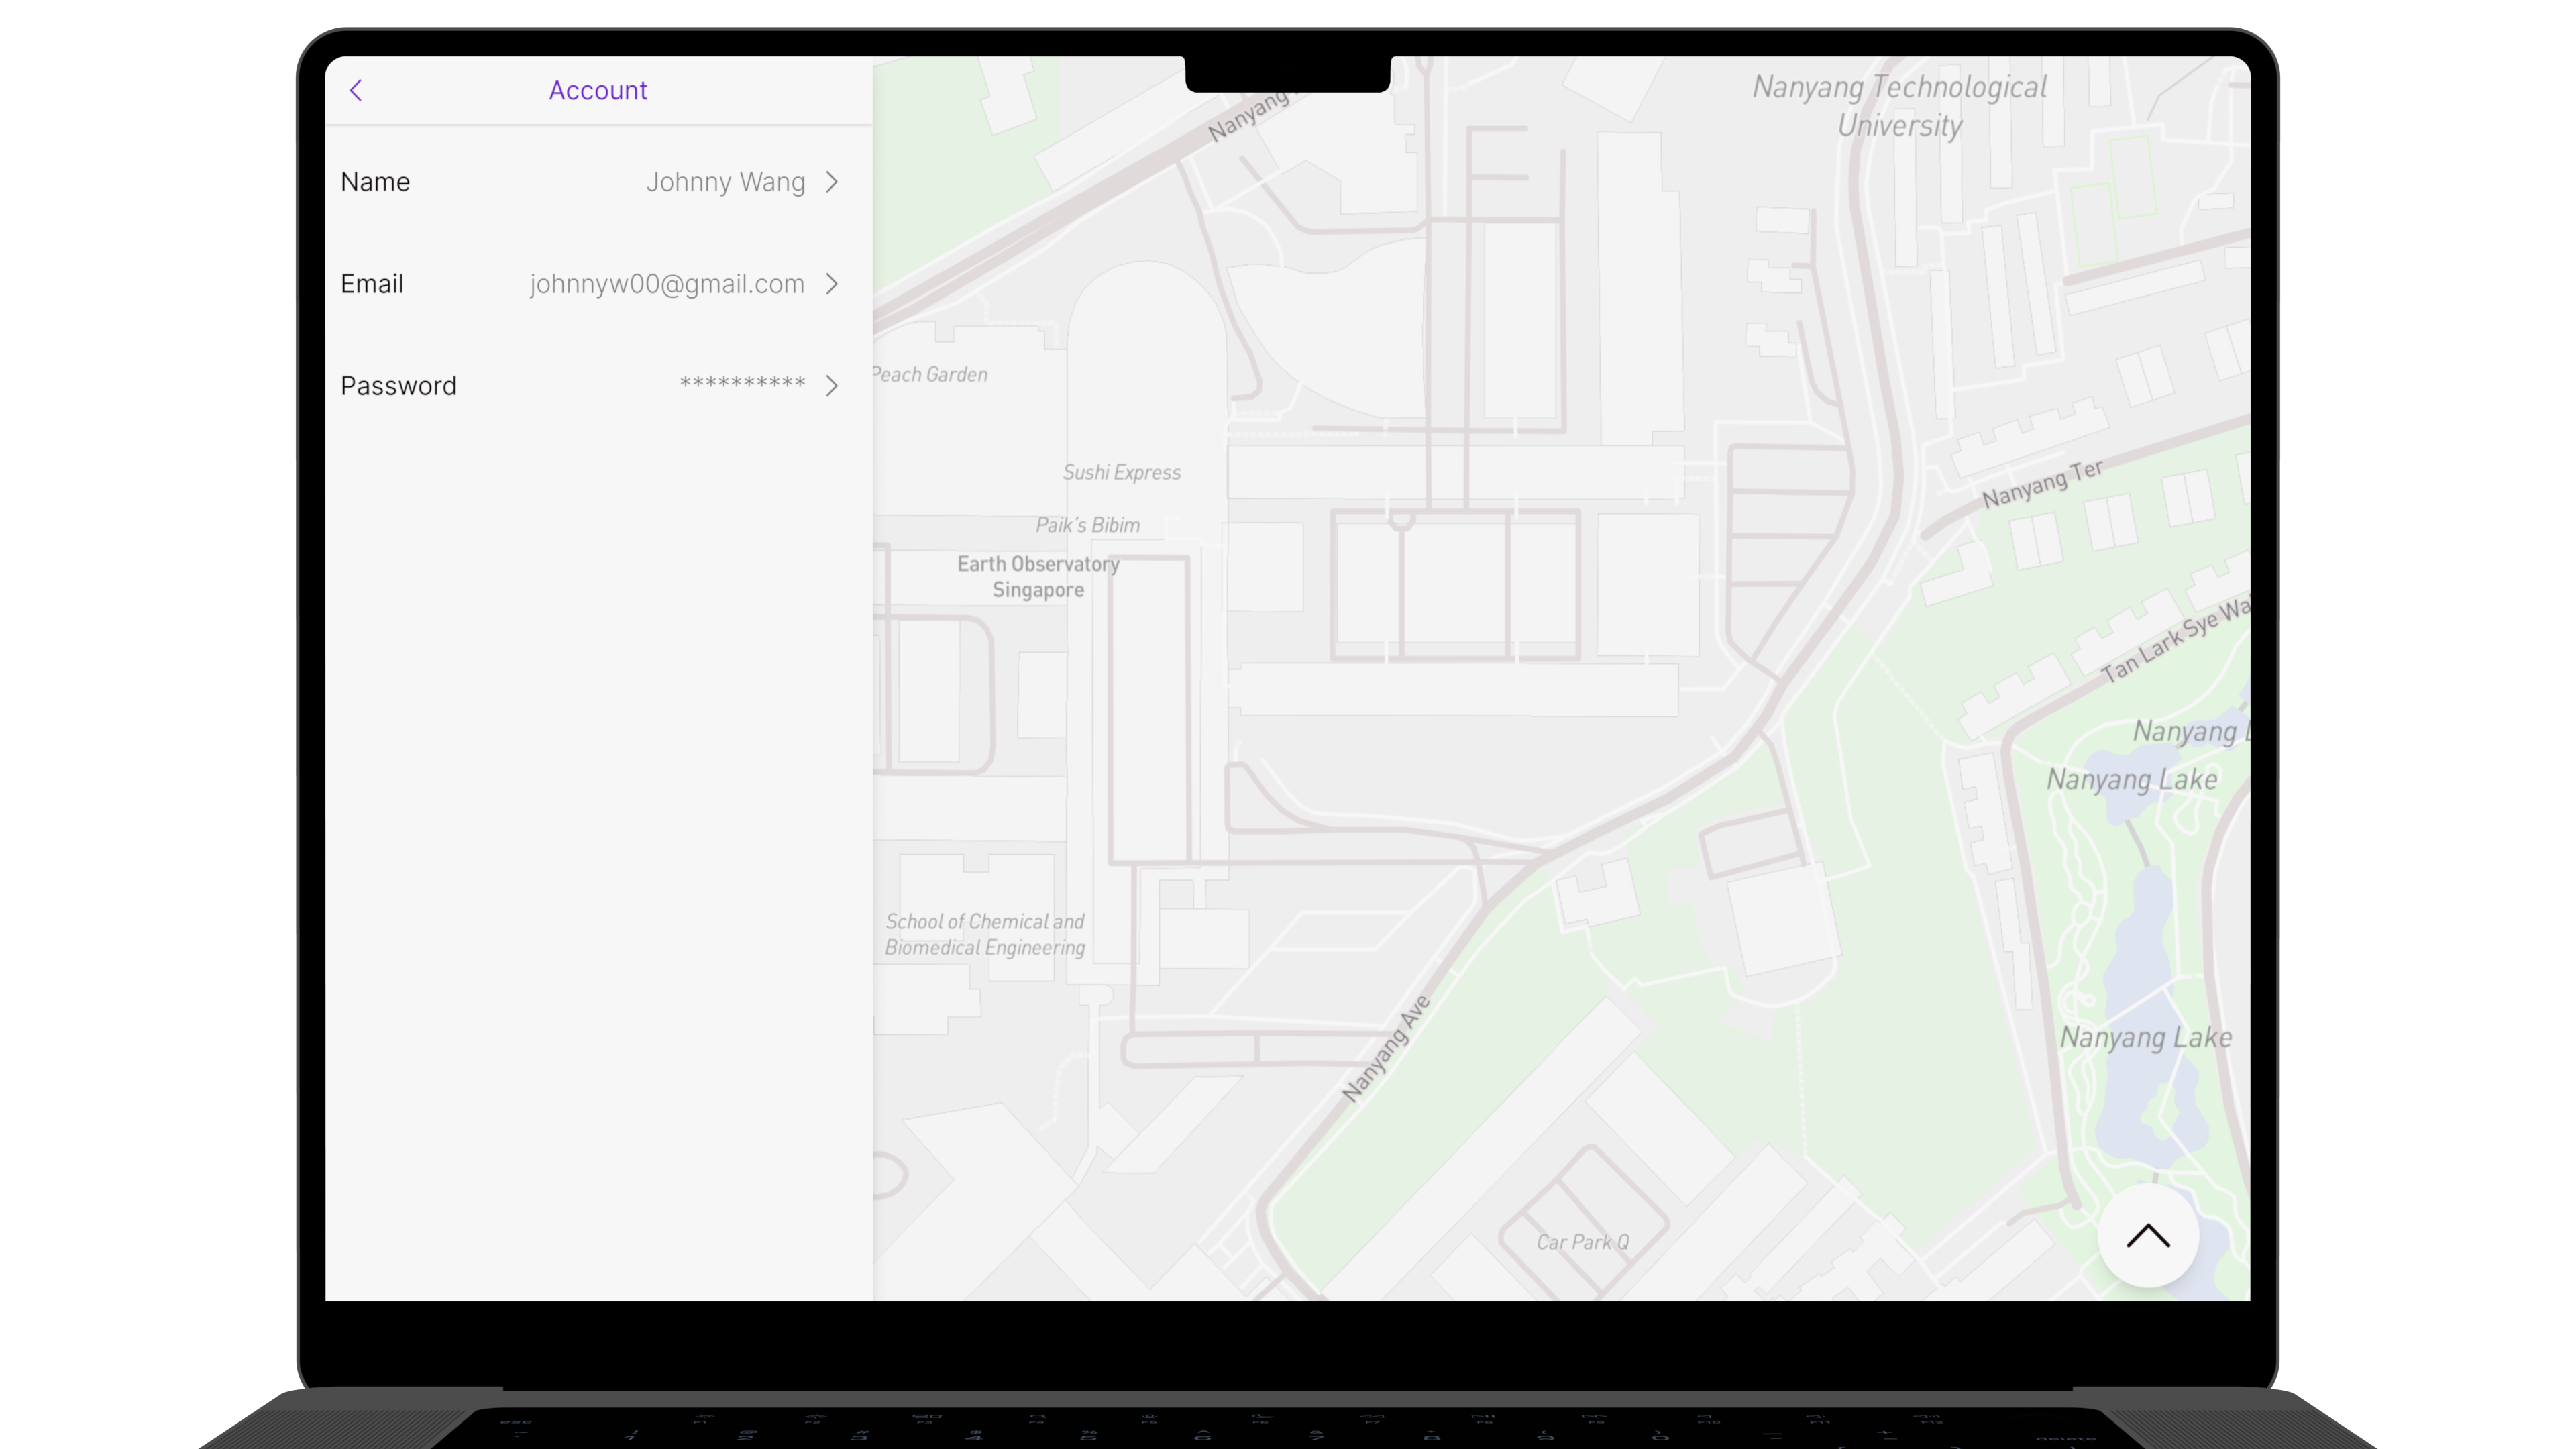 Account
Name
Johnny Wang
Email
johnnyw00@gmail.com
Password
**********
Nanyang
Nanyang Technological
University
Peach Garden
Sushi Express
Paik's Bibim
Earth Observatory
Singapore
Nanyang Ter
Tan Lark Sye Wa
Nanyang L
Nanyang Lake
School of Chemical and
Biomedical Engineering
Nanyang Ave
Nanyang Lake
Car Park Q